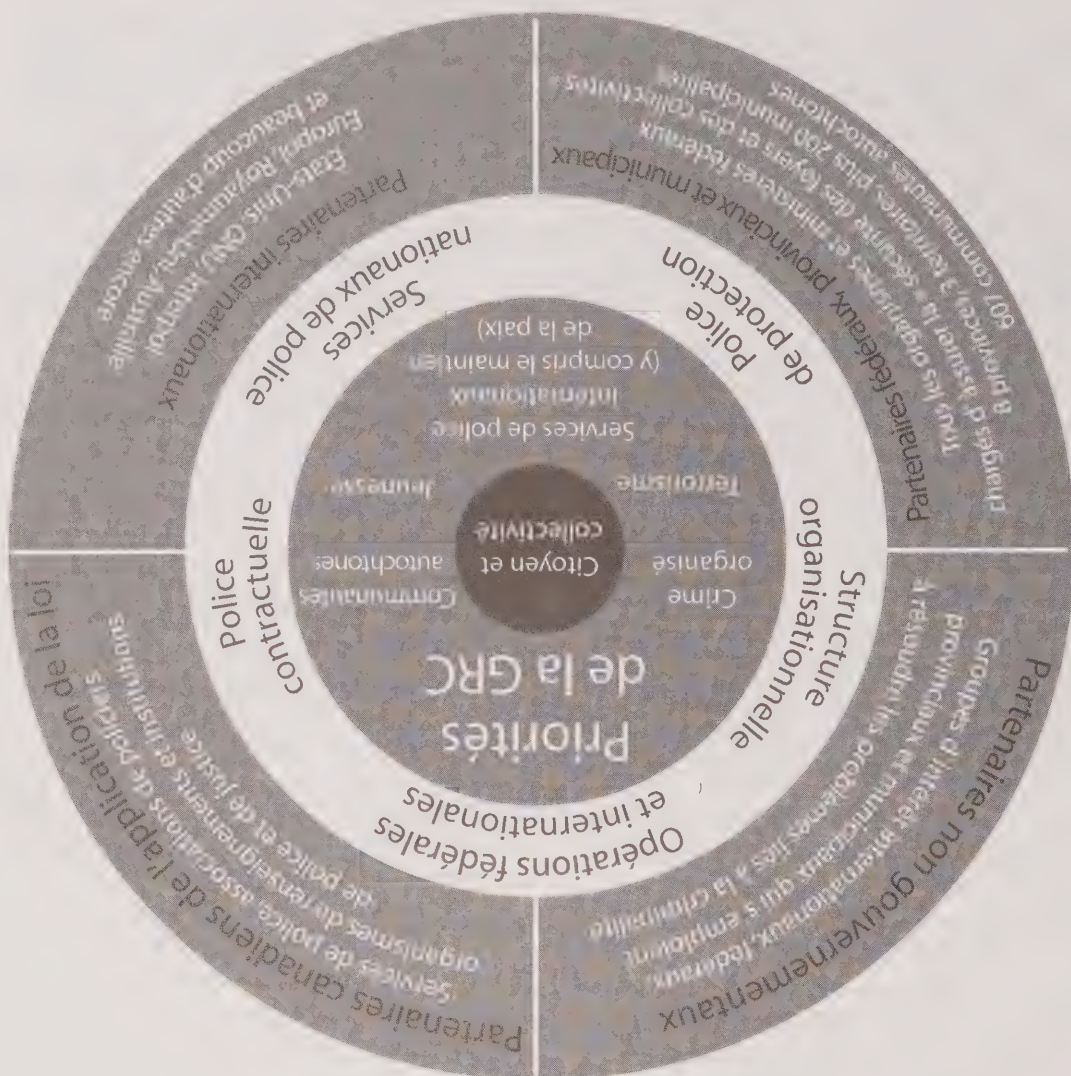 Partenaires non gouvernementaux
Groupes d'intérêt internationaux, fédéraux,
provinciaux et municipaux qui s'emploient
à résoudre les problèmes liés à la criminalité
Partenaires canadiens de l'application de la loi
Services de police, associations de policiers
organismes du renseignements et institutions
de police et de justice
Opérations fédérales
et internationales
Structure
organisationnelle
Police
contractuelle
Priorités
de la GRC
Crime
organisé
Communautés
autochtones
Citoyen et
collectivité
Terrorisme
Jeunesse
Services de police
internationaux
(y compris le maintien
de la paix)
Police
de protection
Services
nationaux de police
Partenaires fédéraux, provinciaux et municipaux
Tous les organismes et ministères fédéraux
chargés d'assurer la sécurité des foyers et des collectivités
8 provinces, 3 territoires, plus 200 municipalités
607 communautés autochtones
Partenaires internationaux
États-Unis, ONU, Interpol
Europol, Royaume-Uni, Australie
et beaucoup d'autres encore